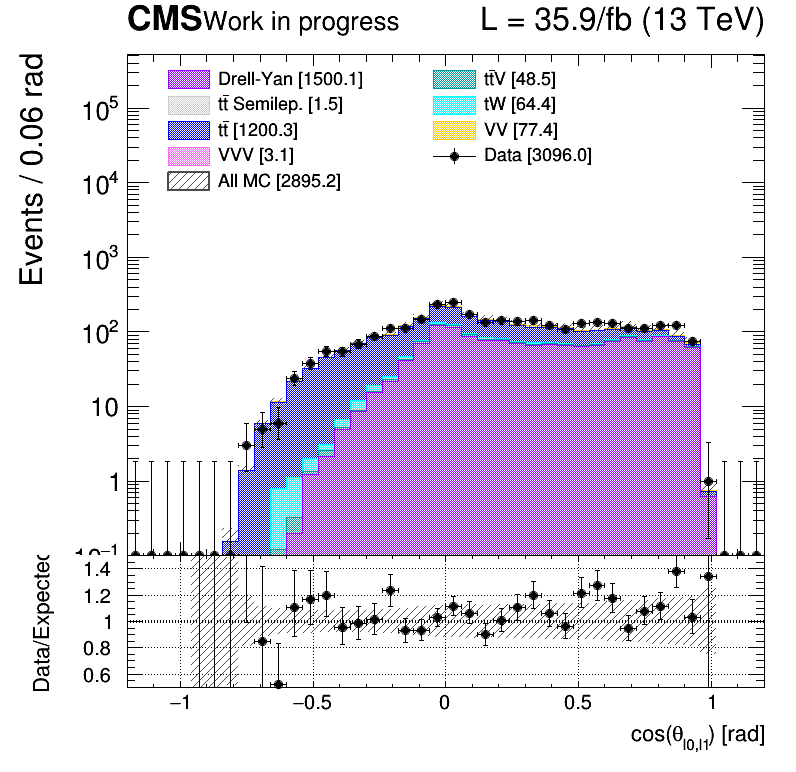 CMS Work in progress L = 35.9/fb (13 TeV)
Events / 0.06 rad
Drell-Yan [1500.1]
tt̄ Semilep. [1.5]
tt̄ [1200.3]
VVV [3.1]
All MC [2895.2]
tt̄V [48.5]
tW [64.4]
VV [77.4]
Data [3096.0]
10⁵
10⁴
10³
10²
10
1
10⁻¹
Data/Expected
1.4
1.2
1
0.8
0.6
−1 −0.5 0 0.5 1
cos(θ_l0,l1) [rad]